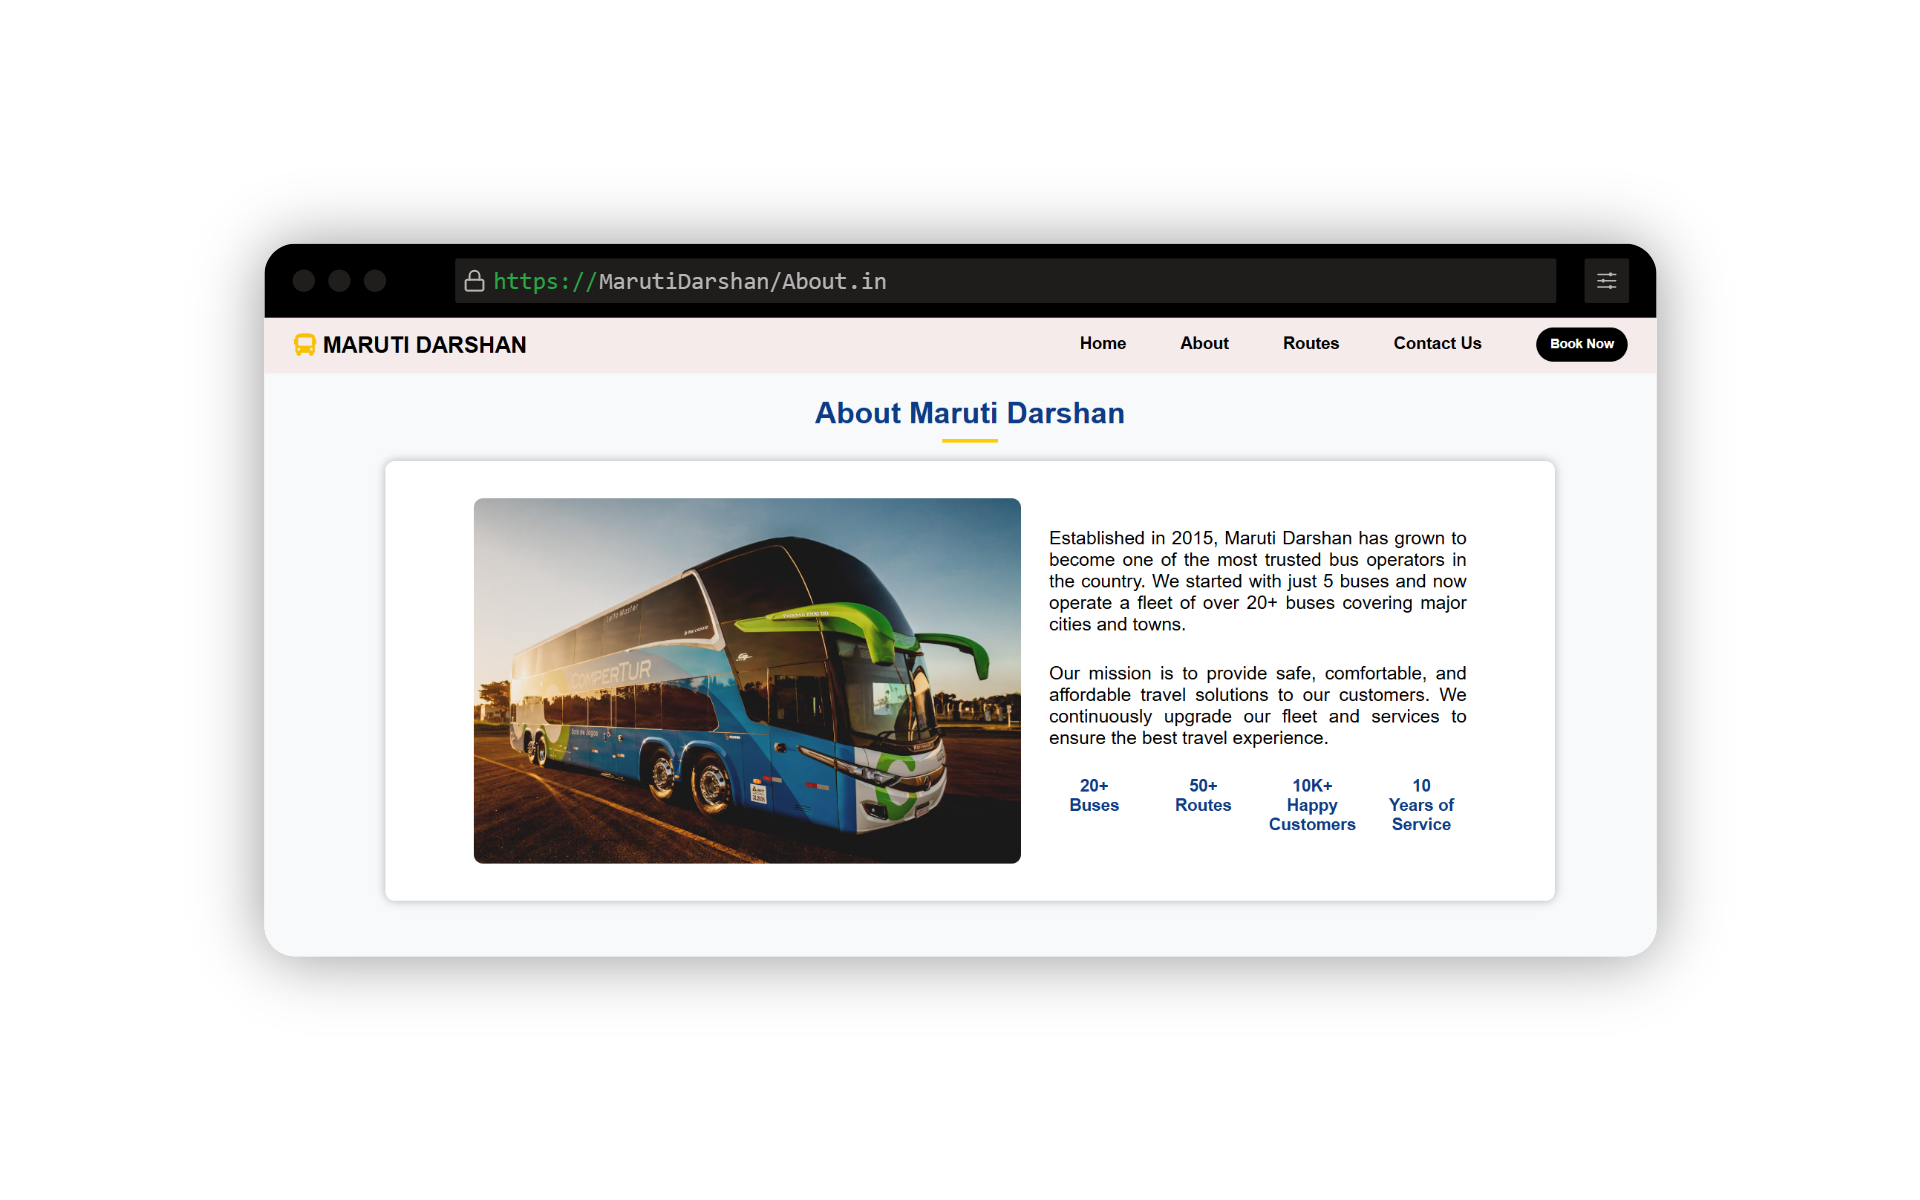 https://MarutiDarshan/About.in
MARUTI DARSHAN
Home About Routes Contact Us Book Now
About Maruti Darshan
COMPERTUR
Established in 2015, Maruti Darshan has grown to
become one of the most trusted bus operators in
the country. We started with just 5 buses and now
operate a fleet of over 20+ buses covering major
cities and towns.
Our mission is to provide safe, comfortable, and
affordable travel solutions to our customers. We
continuously upgrade our fleet and services to
ensure the best travel experience.
20+ 50+ 10K+ 10
Buses Routes Happy Years of
Customers Service